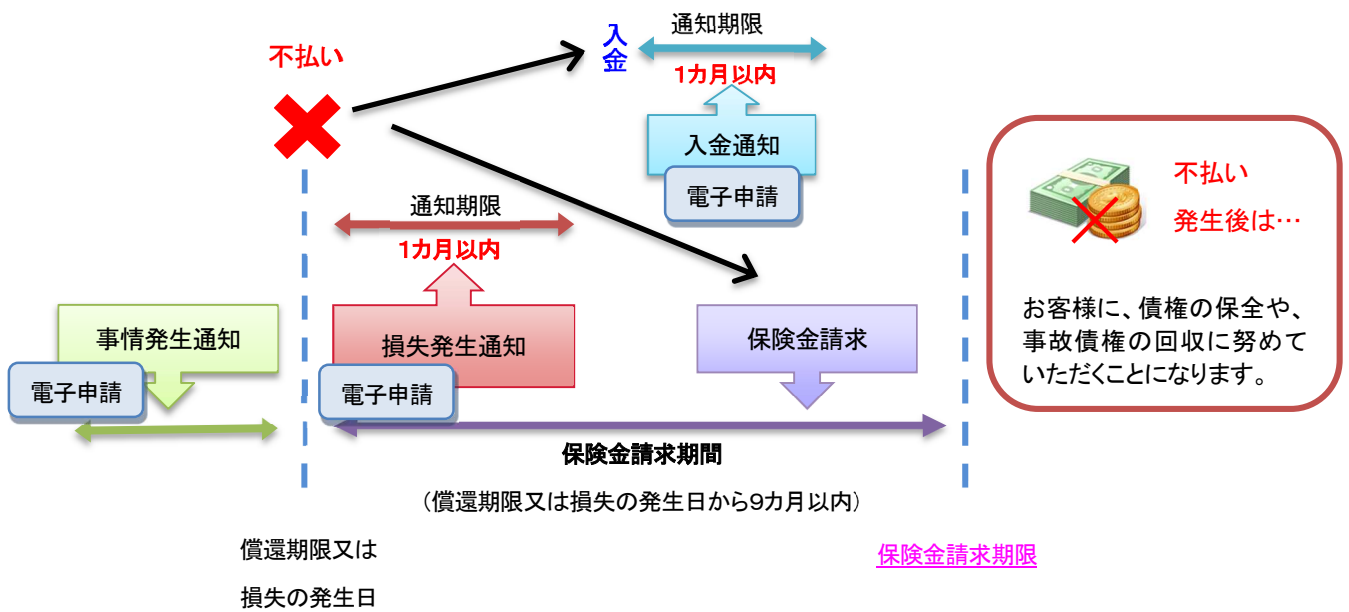 不払い
入金
通知期限
1カ月以内
入金通知
電子申請
通知期限
1カ月以内
事情発生通知
電子申請
損失発生通知
電子申請
保険金請求
保険金請求期間
(償還期限又は損失の発生日から9カ月以内)
償還期限又は
損失の発生日
保険金請求期限
不払い
発生後は…
お客様に、債権の保全や、
事故債権の回収に努めて
いただくことになります。